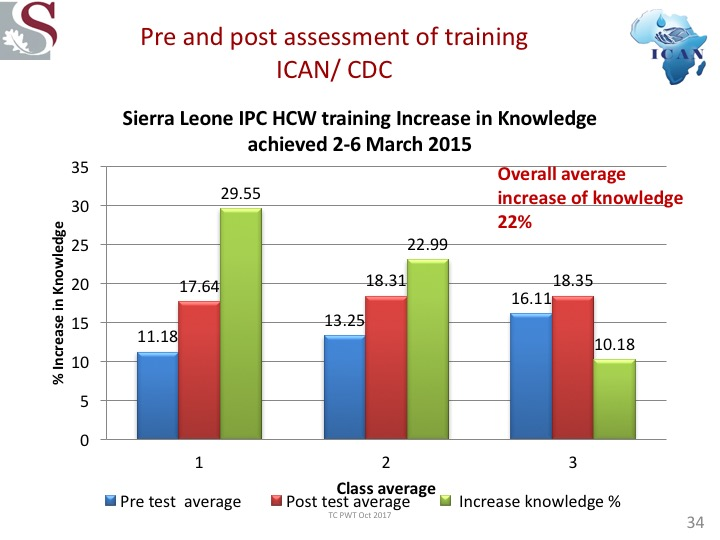 S
Pre and post assessment of training
ICAN/ CDC
ICAN
Sierra Leone IPC HCW training Increase in Knowledge
achieved 2-6 March 2015
Overall average
increase of knowledge
22%
% Increase in Knowledge
35
30
25
20
15
10
5
0
11.18
17.64
29.55
13.25
18.31
22.99
16.11
18.35
10.18
1
2
3
Class average
Pre test  average
Post test average
Increase knowledge %
TC PWT Oct 2017
34